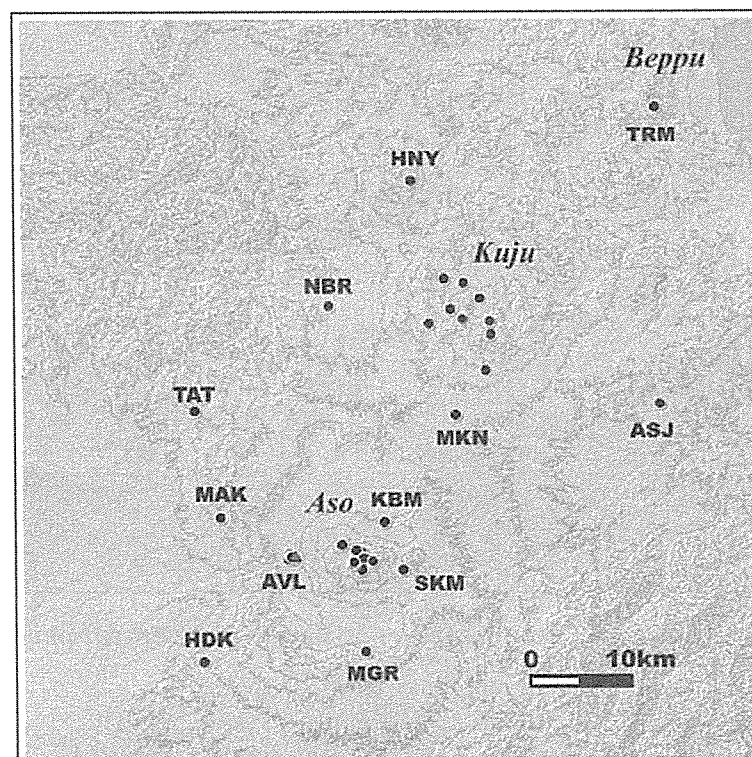 Beppu
TRM
HNY
Kuju
NBR
TAT
MKN
ASJ
MAK
Aso
KBM
AVL
SKM
HDK
MGR
0 10km